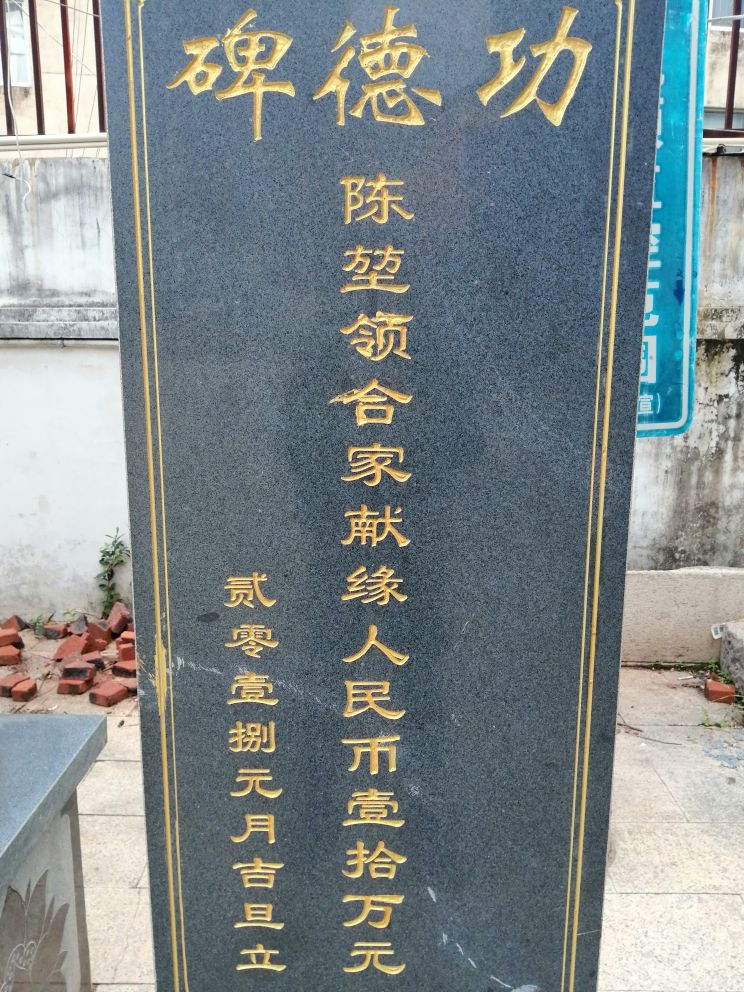 功德碑
陈堃领合家献缘人民币壹拾万元
贰零壹捌元月吉旦立
宣）